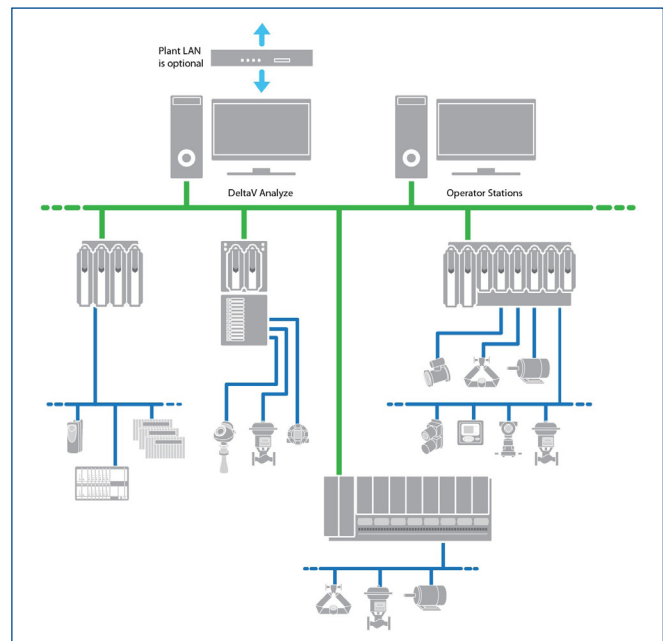 Plant LAN
is optional
DeltaV Analyze
Operator Stations